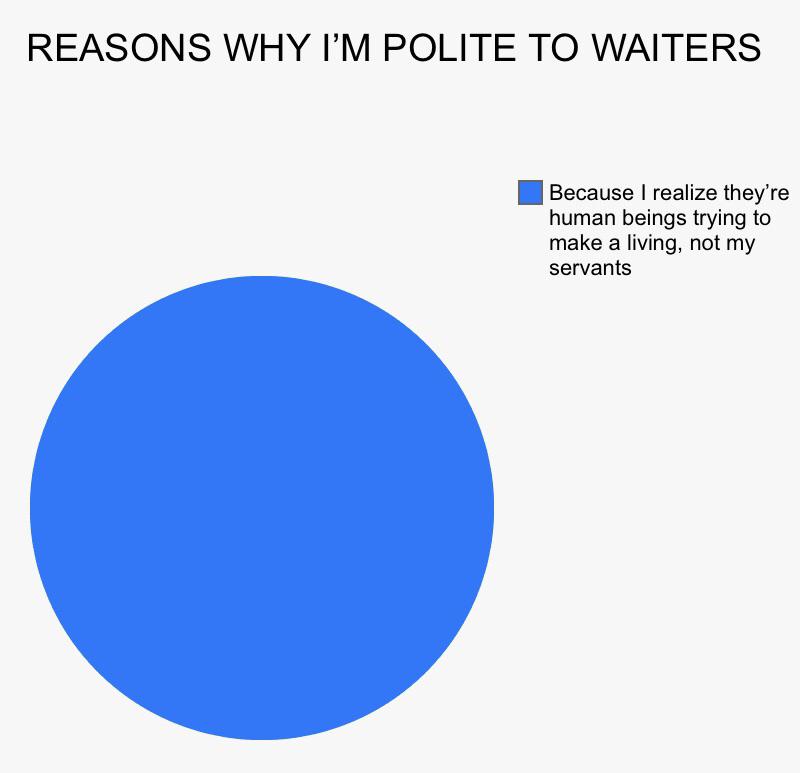 REASONS WHY I’M POLITE TO WAITERS
Because I realize they’re
human beings trying to
make a living, not my
servants